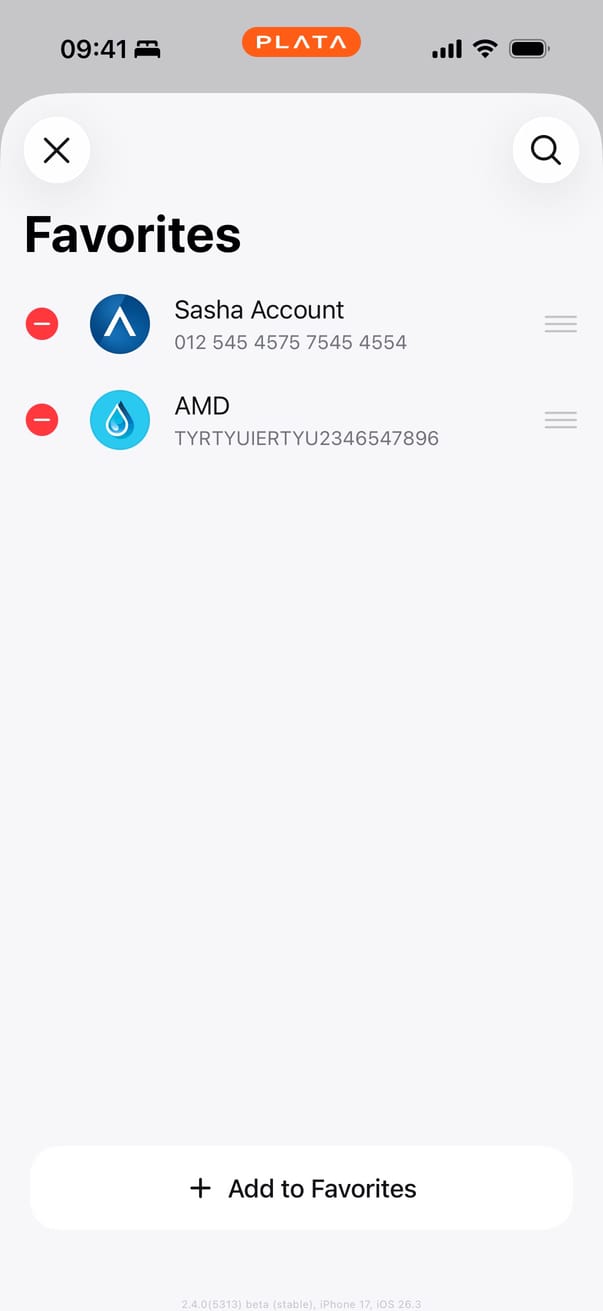 09:41
PLATA
Favorites
Sasha Account
012 545 4575 7545 4554
AMD
TYRTYUIERTYU2346547896
+ Add to Favorites
2.4.0(5313) beta (stable), iPhone 17, iOS 26.3